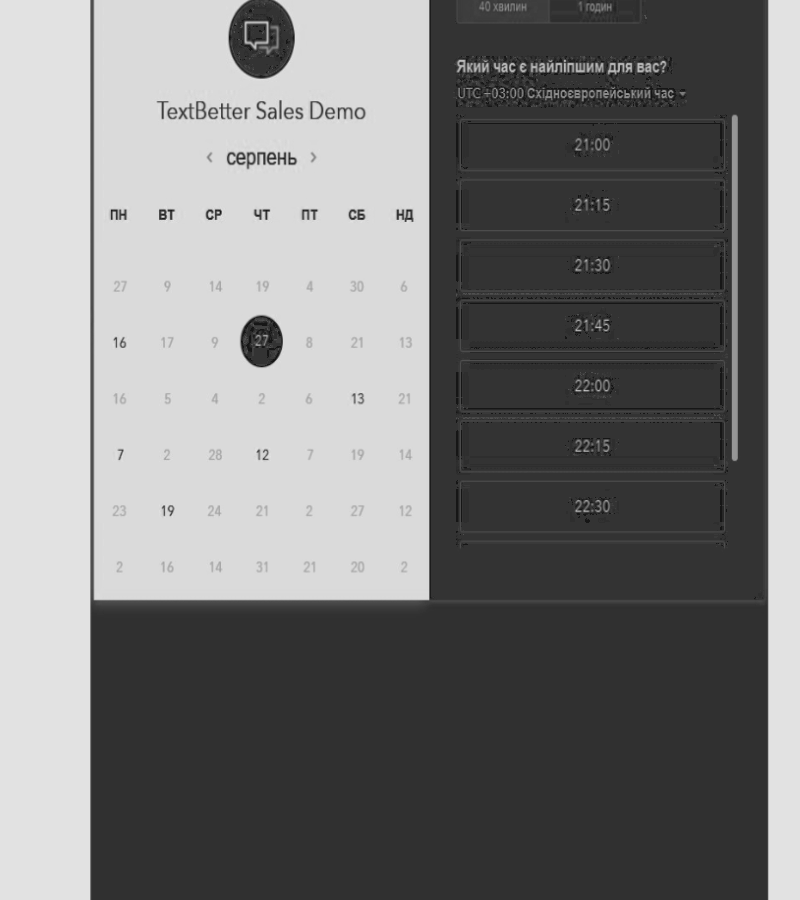 TextBetter Sales Demo
‹ серпень ›
ПН ВТ СР ЧТ ПТ СБ НД
27 9 14 19 4 30 6
16 17 9 27 8 21 13
16 5 4 2 6 13 21
7 2 28 12 7 19 14
23 19 24 21 2 27 12
2 16 14 31 21 20 2
40 хвилин 1 годин
Який час є найліпшим для вас?
UTC +03:00 Східноєвропейський час
21:00
21:15
21:30
21:45
22:00
22:15
22:30